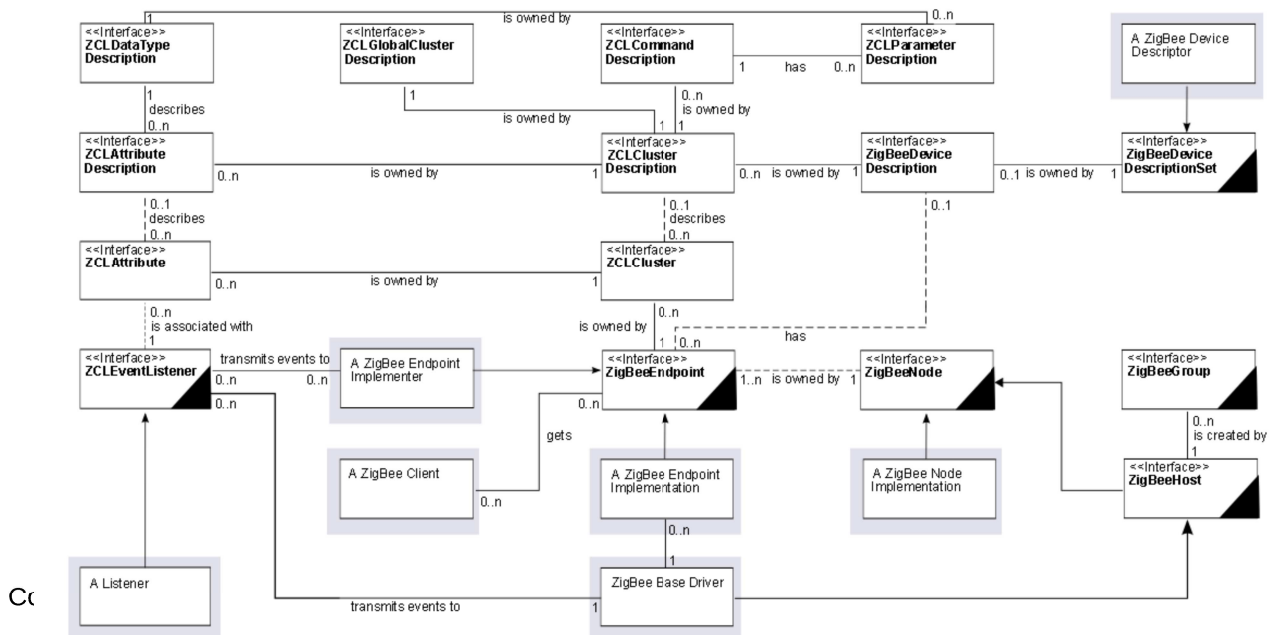 1
is owned by
0..n
<<Interface>>
ZCLDataType
Description
<<Interface>>
ZCLGlobalCluster
Description
<<Interface>>
ZCLCommand
Description
1
has
0..n
<<Interface>>
ZCLParameter
Description
A ZigBee Device
Descriptor
1
describes
0..n
1
is owned by
1
0..n
is owned by
1
<<Interface>>
ZCLAttribute
Description
0..n
is owned by
1
<<Interface>>
ZCLCluster
Description
0..n
is owned by
1
<<Interface>>
ZigBeeDevice
Description
0..1
is owned by
1
<<Interface>>
ZigBeeDevice
DescriptionSet
0..1
describes
0..n
0..1
describes
0..n
0..1
<<Interface>>
ZCLAttribute
0..n
is owned by
1
<<Interface>>
ZCLCluster
0..n
is associated with
1
0..n
is owned by
1
0..n
has
<<Interface>>
ZCLEventListener
transmits events to
0..n
0..n
0..n
A ZigBee Endpoint
Implementer
<<Interface>>
ZigBeeEndpoint
1..n
is owned by
1
<<Interface>>
ZigBeeNode
<<Interface>>
ZigBeeGroup
0..n
gets
0..n
0..n
is created by
1
A ZigBee Client
A ZigBee Endpoint
Implementation
A ZigBee Node
Implementation
<<Interface>>
ZigBeeHost
0..n
1
A Listener
transmits events to
1
ZigBee Base Driver